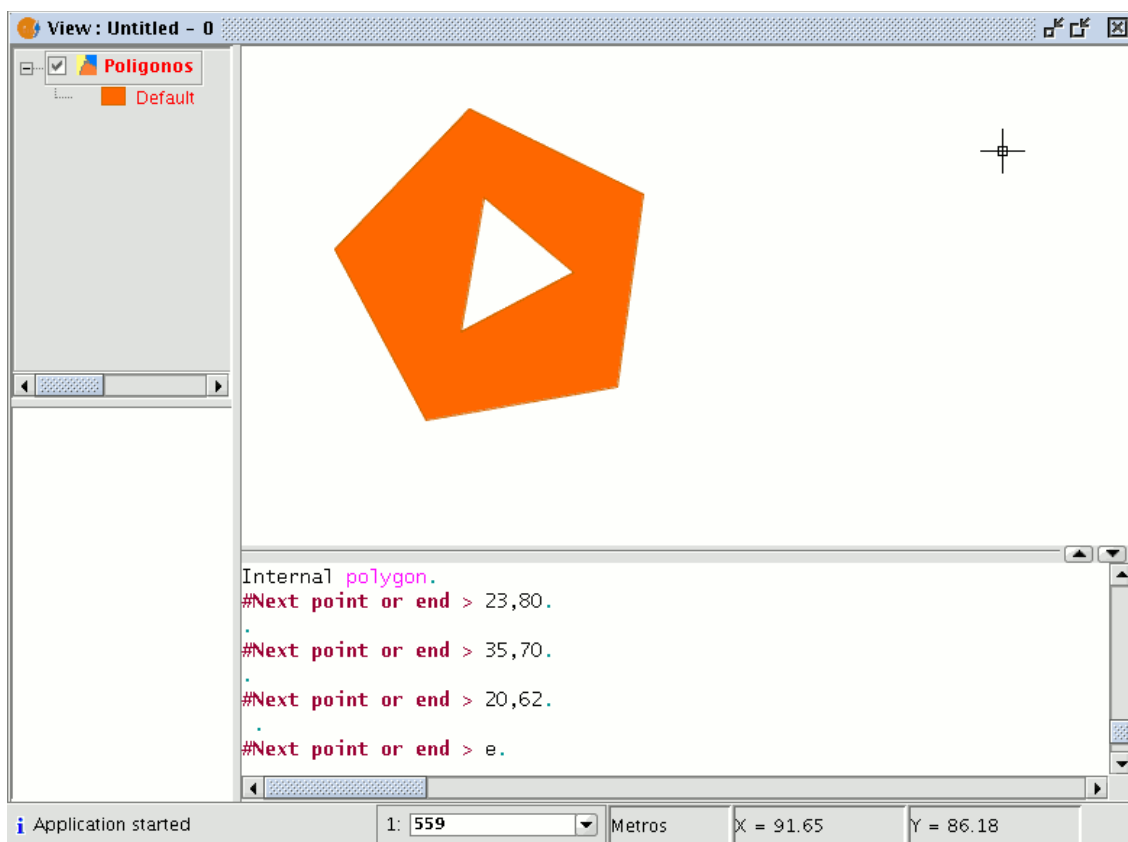 View : Untitled - 0
Poligonos
Default
Internal polygon.
#Next point or end > 23,80.
.
#Next point or end > 35,70.
.
#Next point or end > 20,62.
.
#Next point or end > e.
i Application started
1: 559
Metros
X = 91.65
Y = 86.18